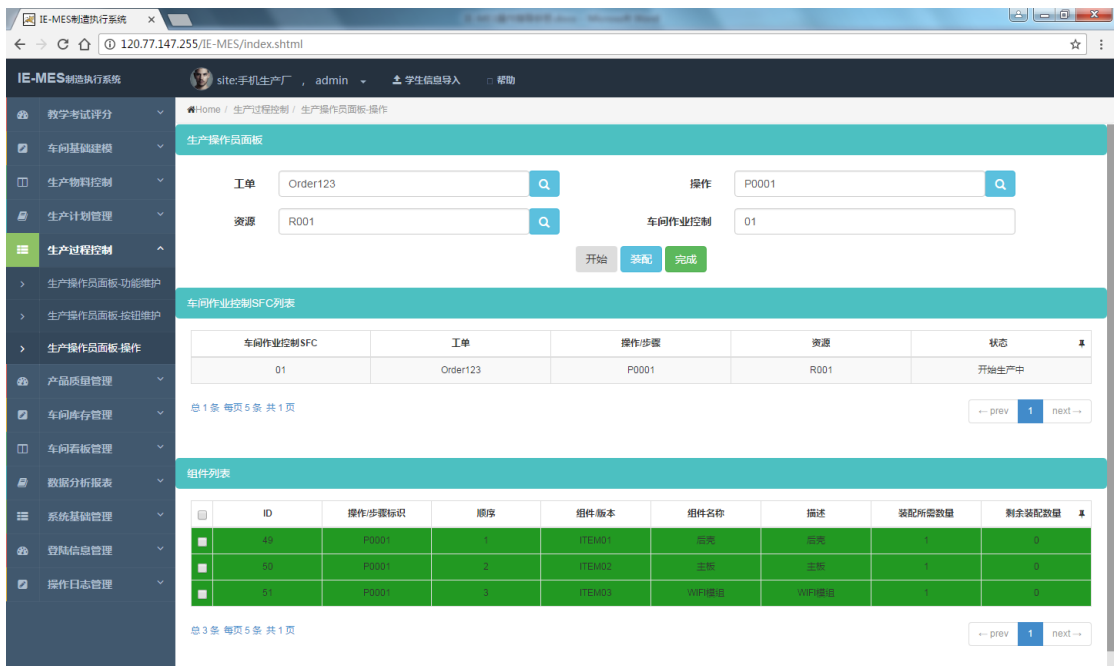 IE-MES制造执行系统
120.77.147.255/IE-MES/index.shtml
IE-MES制造执行系统
site:手机生产厂 , admin
学生信息导入
帮助
Home / 生产过程控制 / 生产操作员面板-操作
教学考试评分
车间基础建模
生产物料控制
生产计划管理
生产过程控制
生产操作员面板-功能维护
生产操作员面板-按钮维护
生产操作员面板-操作
产品质量管理
车间库存管理
车间看板管理
数据分析报表
系统基础管理
登陆信息管理
操作日志管理
生产操作员面板
工单 Order123 操作 P0001
资源 R001 车间作业控制 01
开始 装配 完成
车间作业控制SFC列表
车间作业控制SFC 工单 操作/步骤 资源 状态
01 Order123 P0001 R001 开始生产中
总 1 条 每页 5 条 共 1 页 ← prev 1 next →
组件列表
ID 操作/步骤标识 顺序 组件/版本 组件名称 描述 装配所需数量 剩余装配数量
49 P0001 1 ITEM01 后壳 后壳 1 0
50 P0001 2 ITEM02 主板 主板 1 0
51 P0001 3 ITEM03 WIFI模组 WIFI模组 1 0
总 3 条 每页 5 条 共 1 页 ← prev 1 next →